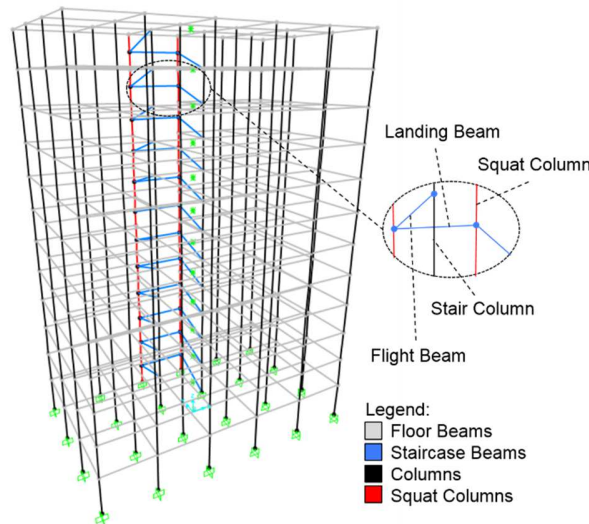 Landing Beam
Squat Column
Stair Column
Flight Beam
Legend:
Floor Beams
Staircase Beams
Columns
Squat Columns